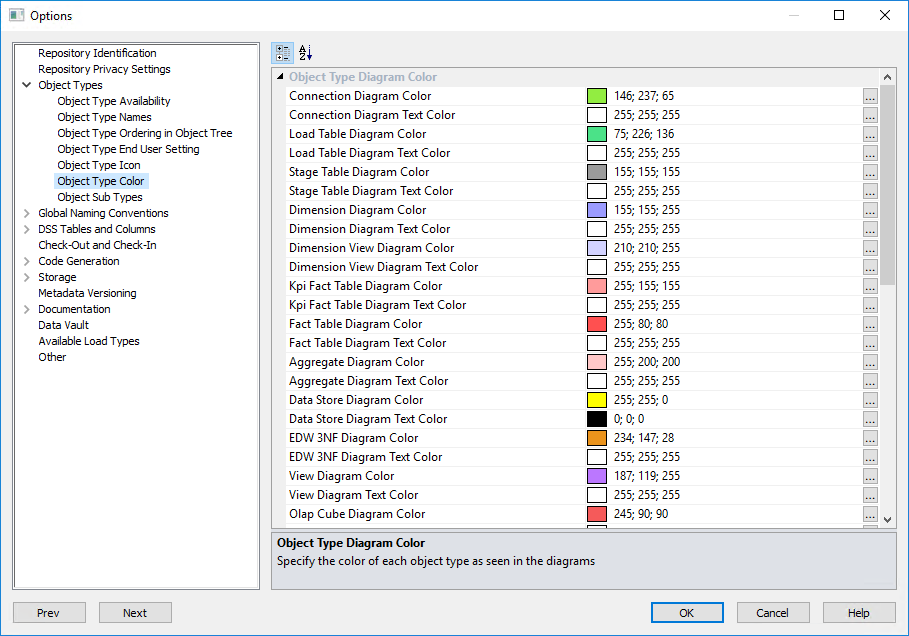 Options
Repository Identification
Repository Privacy Settings
Object Types
Object Type Availability
Object Type Names
Object Type Ordering in Object Tree
Object Type End User Setting
Object Type Icon
Object Type Color
Object Sub Types
Global Naming Conventions
DSS Tables and Columns
Check-Out and Check-In
Code Generation
Storage
Metadata Versioning
Documentation
Data Vault
Available Load Types
Other
Object Type Diagram Color
Connection Diagram Color 146; 237; 65 ...
Connection Diagram Text Color 255; 255; 255 ...
Load Table Diagram Color 75; 226; 136 ...
Load Table Diagram Text Color 255; 255; 255 ...
Stage Table Diagram Color 155; 155; 155 ...
Stage Table Diagram Text Color 255; 255; 255 ...
Dimension Diagram Color 155; 155; 255 ...
Dimension Diagram Text Color 255; 255; 255 ...
Dimension View Diagram Color 210; 210; 255 ...
Dimension View Diagram Text Color 255; 255; 255 ...
Kpi Fact Table Diagram Color 255; 155; 155 ...
Kpi Fact Table Diagram Text Color 255; 255; 255 ...
Fact Table Diagram Color 255; 80; 80 ...
Fact Table Diagram Text Color 255; 255; 255 ...
Aggregate Diagram Color 255; 200; 200 ...
Aggregate Diagram Text Color 255; 255; 255 ...
Data Store Diagram Color 255; 255; 0 ...
Data Store Diagram Text Color 0; 0; 0 ...
EDW 3NF Diagram Color 234; 147; 28 ...
EDW 3NF Diagram Text Color 255; 255; 255 ...
View Diagram Color 187; 119; 255 ...
View Diagram Text Color 255; 255; 255 ...
Olap Cube Diagram Color 245; 90; 90 ...
Object Type Diagram Color
Specify the color of each object type as seen in the diagrams
Prev Next OK Cancel Help